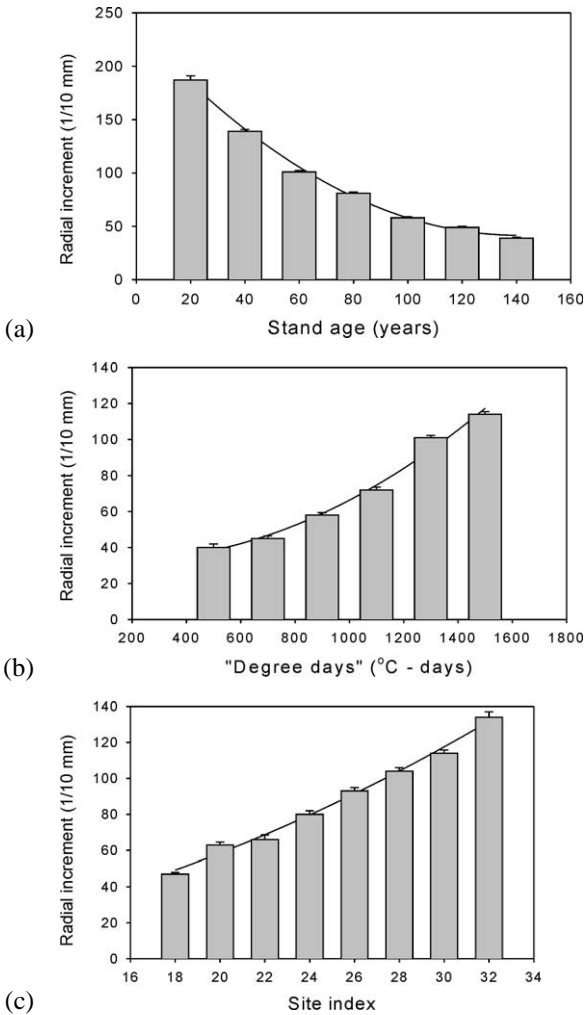 250
200
150
100
50
0
Radial increment (1/10 mm)
0 20 40 60 80 100 120 140 160
Stand age (years)
(a)
140
120
100
80
60
40
20
0
Radial increment (1/10 mm)
200 400 600 800 1000 1200 1400 1600 1800
"Degree days" (°C - days)
(b)
140
120
100
80
60
40
20
0
Radial increment (1/10 mm)
16 18 20 22 24 26 28 30 32 34
Site index
(c)